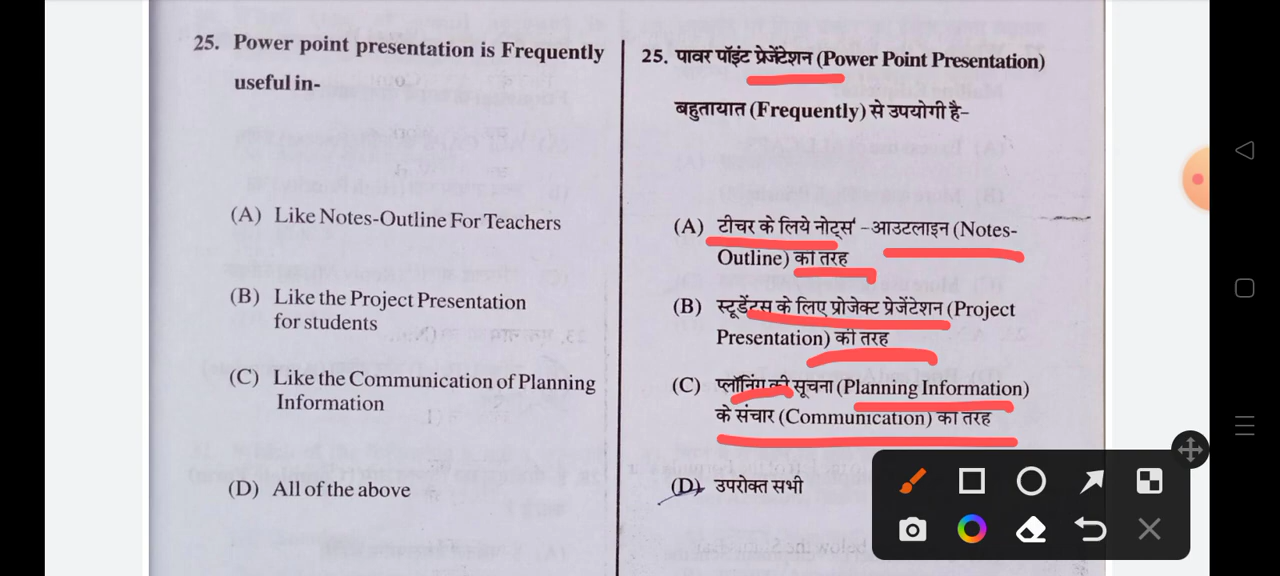 25. Power point presentation is Frequently
useful in-
(A) Like Notes-Outline For Teachers
(B) Like the Project Presentation
for students
(C) Like the Communication of Planning
Information
(D) All of the above
25. पावर पॉइंट प्रेजेंटेशन (Power Point Presentation)
बहुतायात (Frequently) से उपयोगी है-
(A) टीचर के लिये नोट्स -आउटलाइन (Notes-
Outline) की तरह
(B) स्टूडेंट्स के लिए प्रोजेक्ट प्रेजेंटेशन (Project
Presentation) की तरह
(C) प्लॉनिंग की सूचना (Planning Information)
के संचार (Communication) की तरह
(D) उपरोक्त सभी